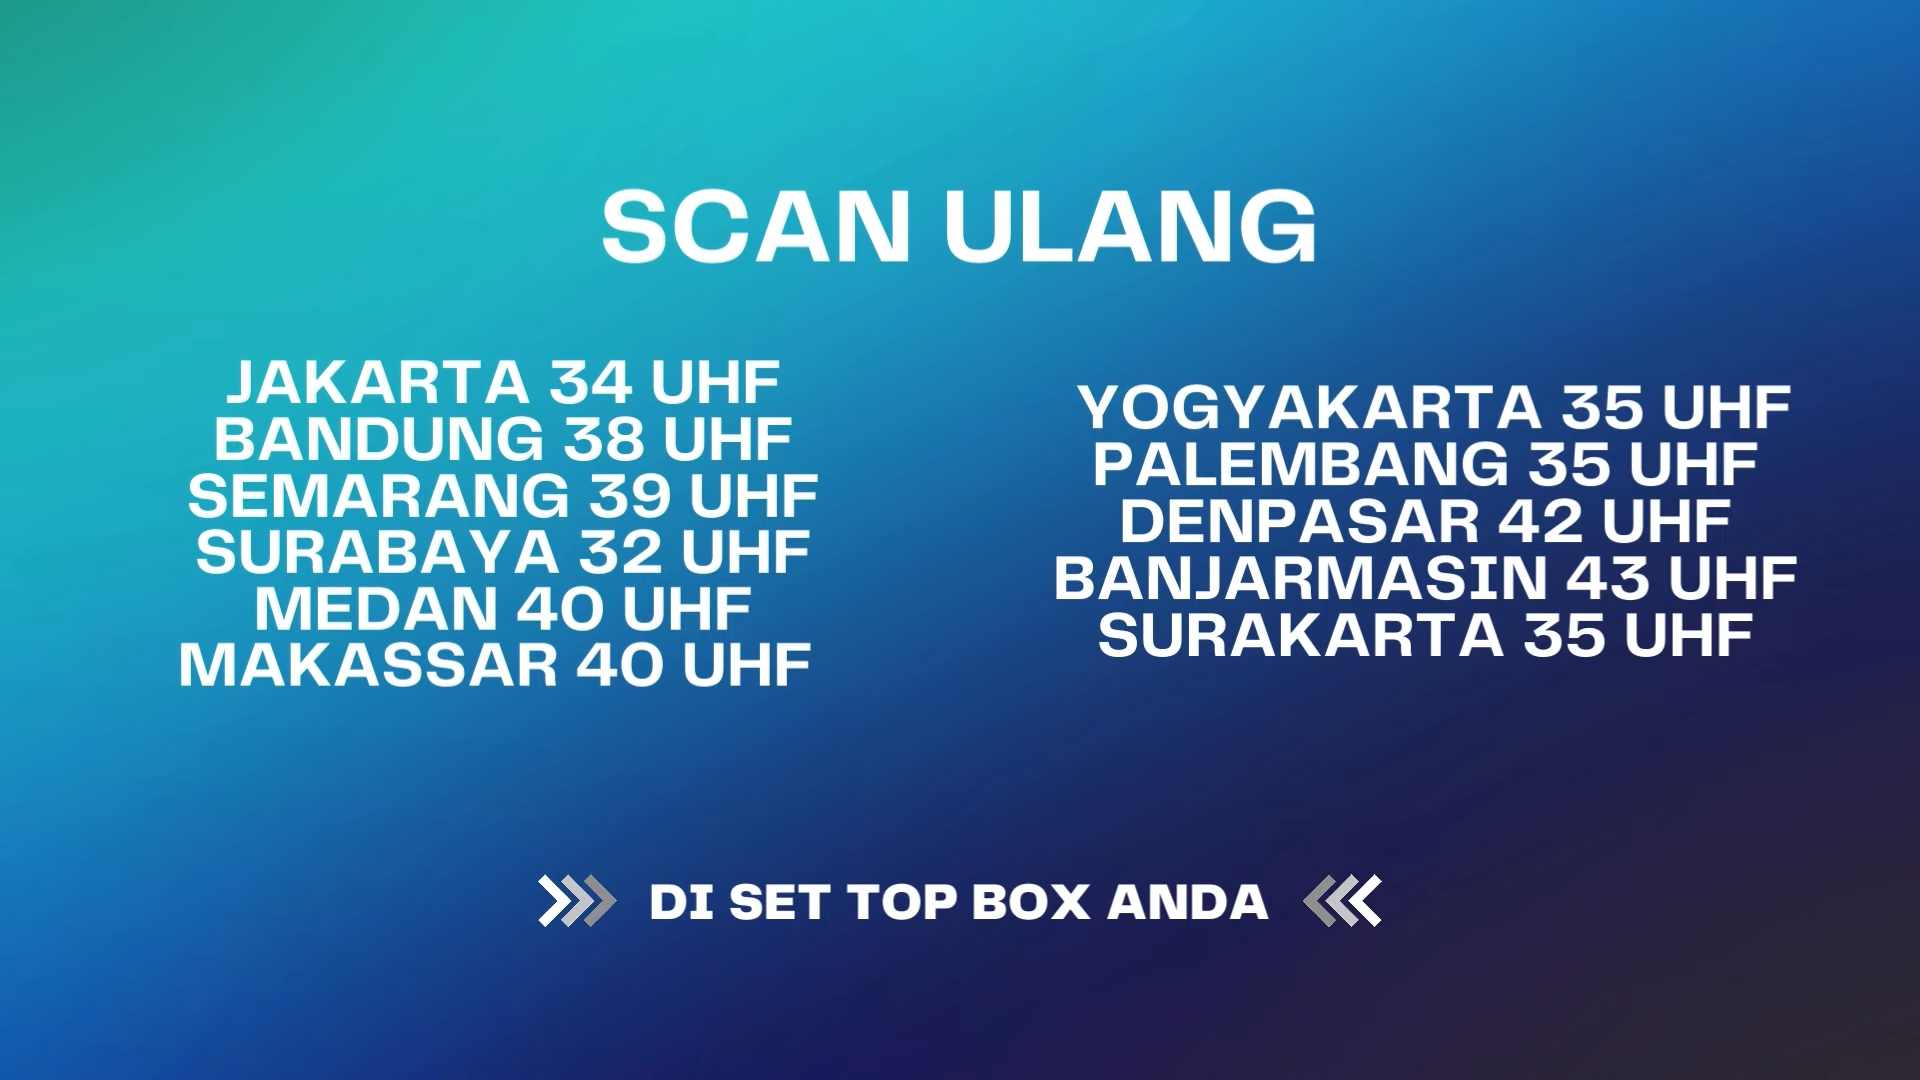 SCAN ULANG
JAKARTA 34 UHF
BANDUNG 38 UHF
SEMARANG 39 UHF
SURABAYA 32 UHF
MEDAN 40 UHF
MAKASSAR 40 UHF
YOGYAKARTA 35 UHF
PALEMBANG 35 UHF
DENPASAR 42 UHF
BANJARMASIN 43 UHF
SURAKARTA 35 UHF
DI SET TOP BOX ANDA